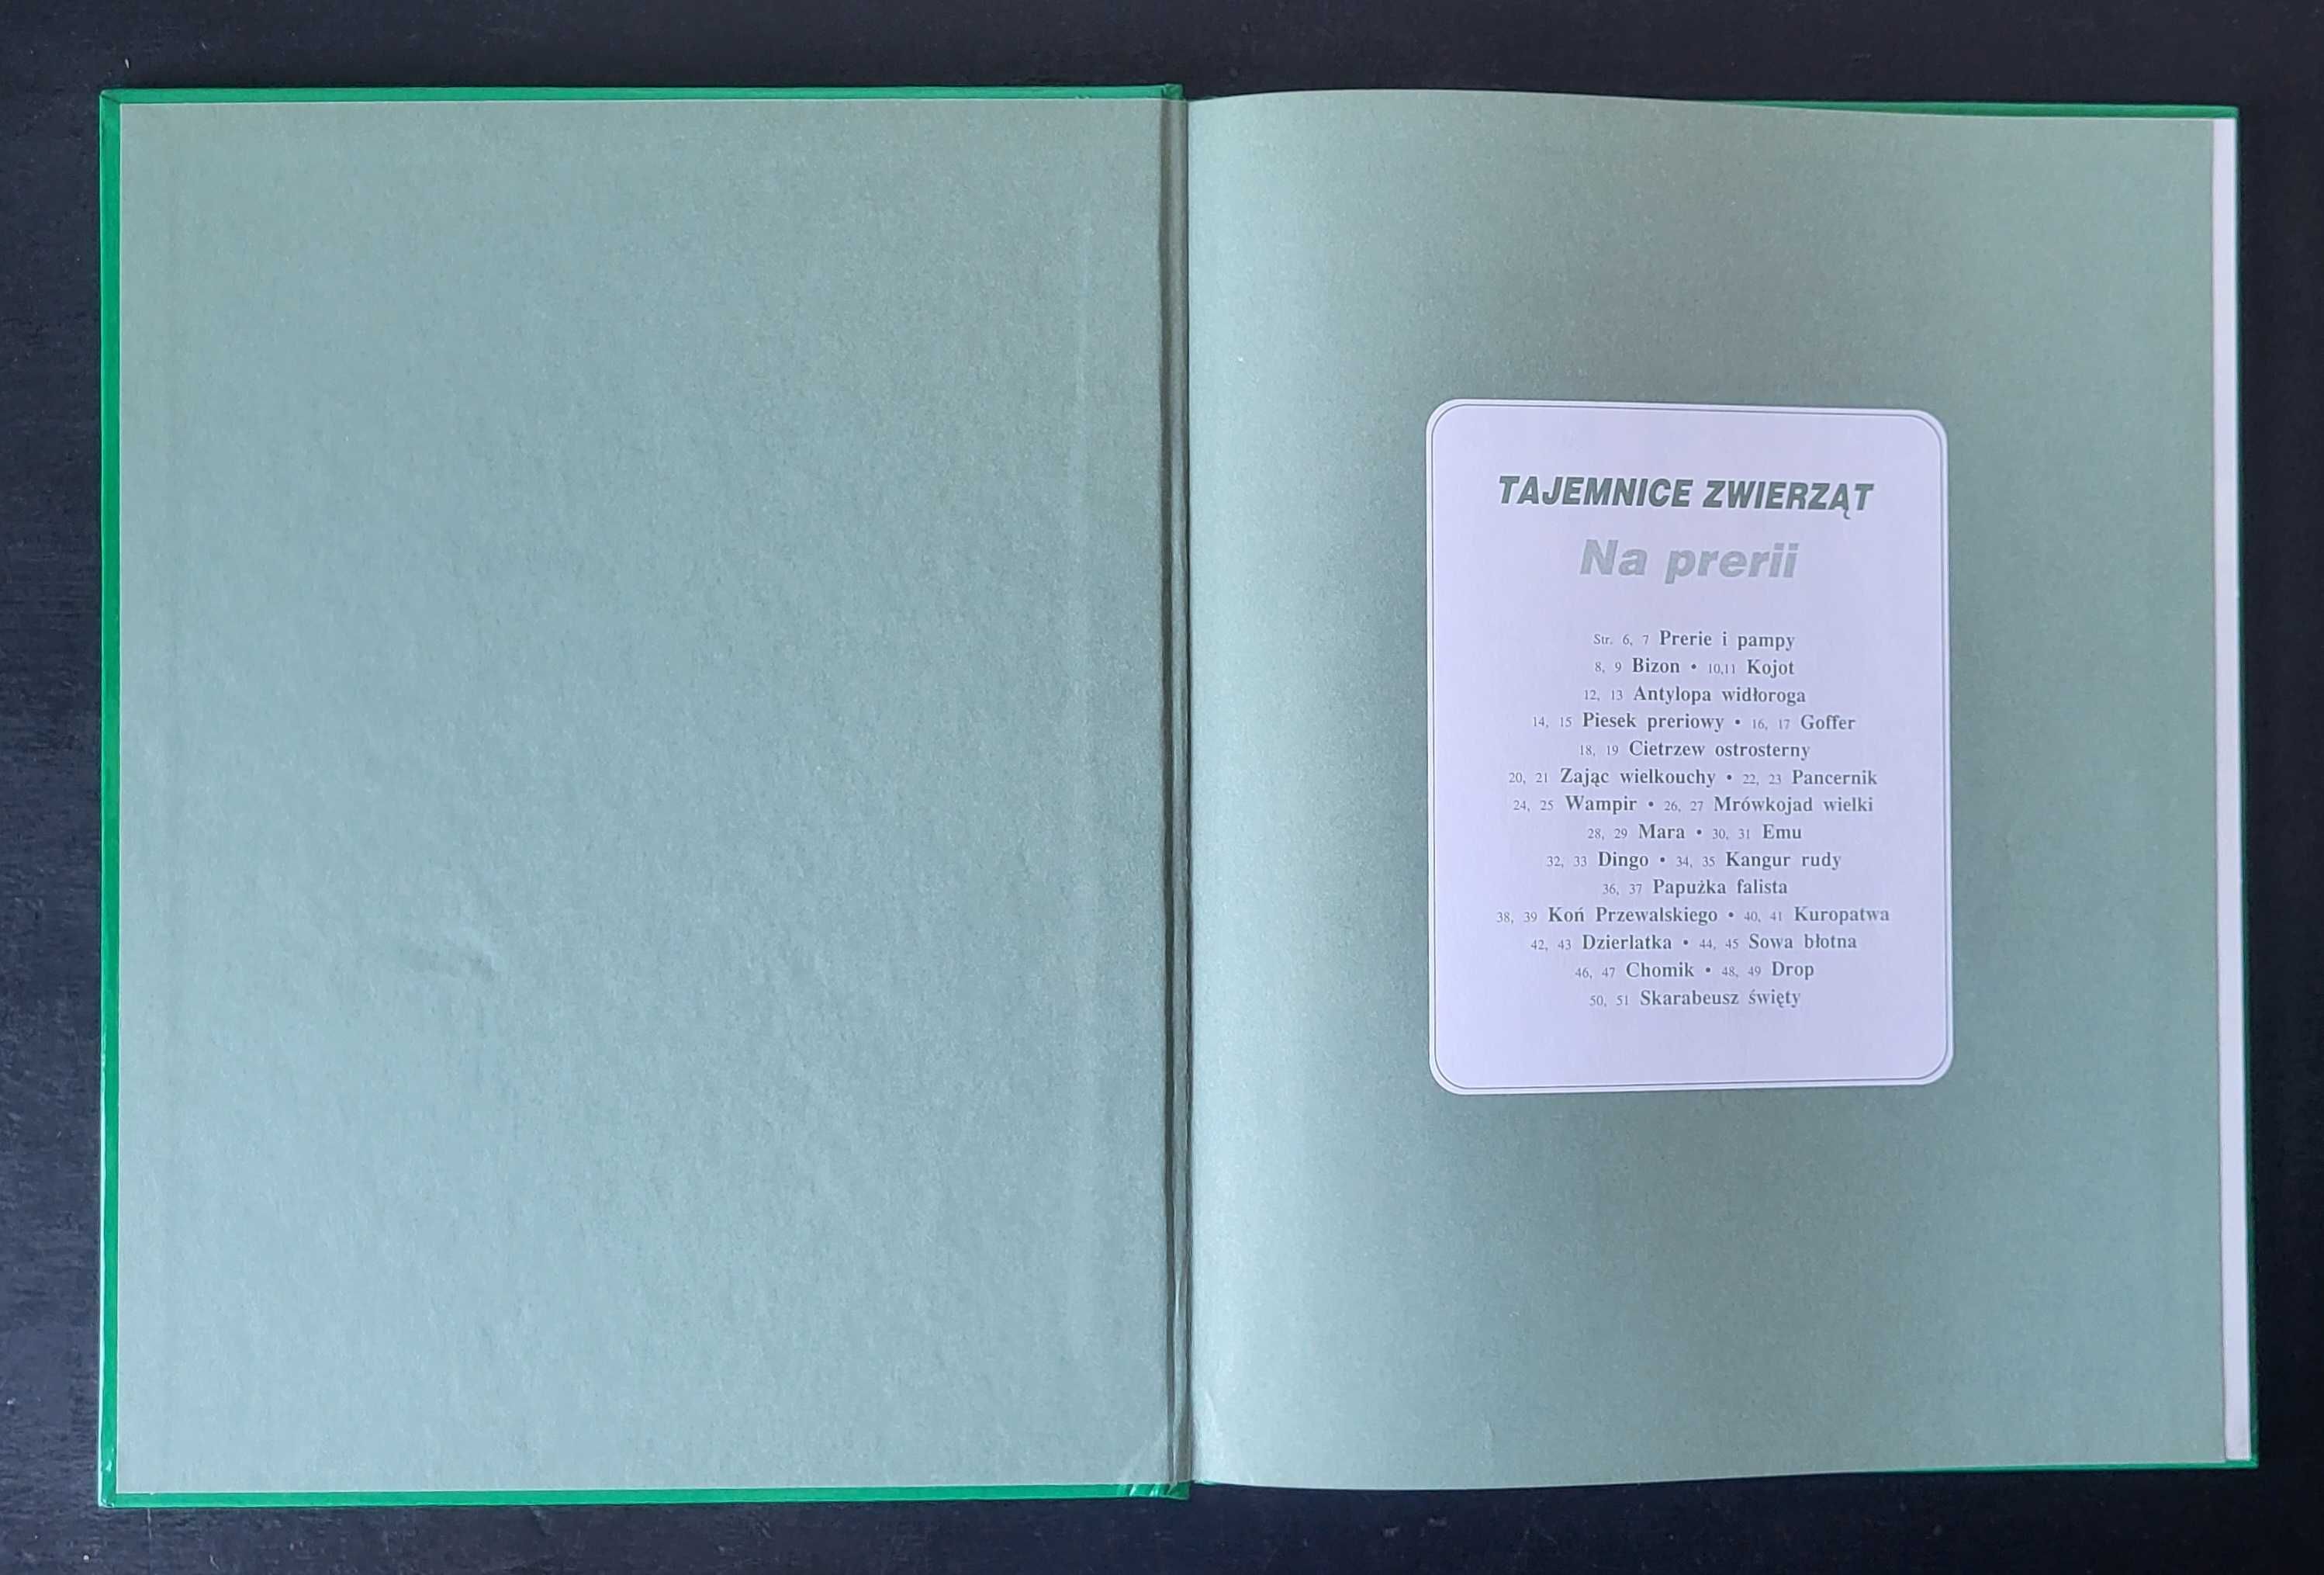 TAJEMNICE ZWIERZĄT
Na prerii
Str. 6, 7 Prerie i pampy
8, 9 Bizon • 10,11 Kojot
12, 13 Antylopa widłoroga
14, 15 Piesek preriowy • 16, 17 Goffer
18, 19 Cietrzew ostrosterny
20, 21 Zając wielkouchy • 22, 23 Pancernik
24, 25 Wampir • 26, 27 Mrówkojad wielki
28, 29 Mara • 30, 31 Emu
32, 33 Dingo • 34, 35 Kangur rudy
36, 37 Papużka falista
38, 39 Koń Przewalskiego • 40, 41 Kuropatwa
42, 43 Dzierlatka • 44, 45 Sowa błotna
46, 47 Chomik • 48, 49 Drop
50, 51 Skarabeusz święty